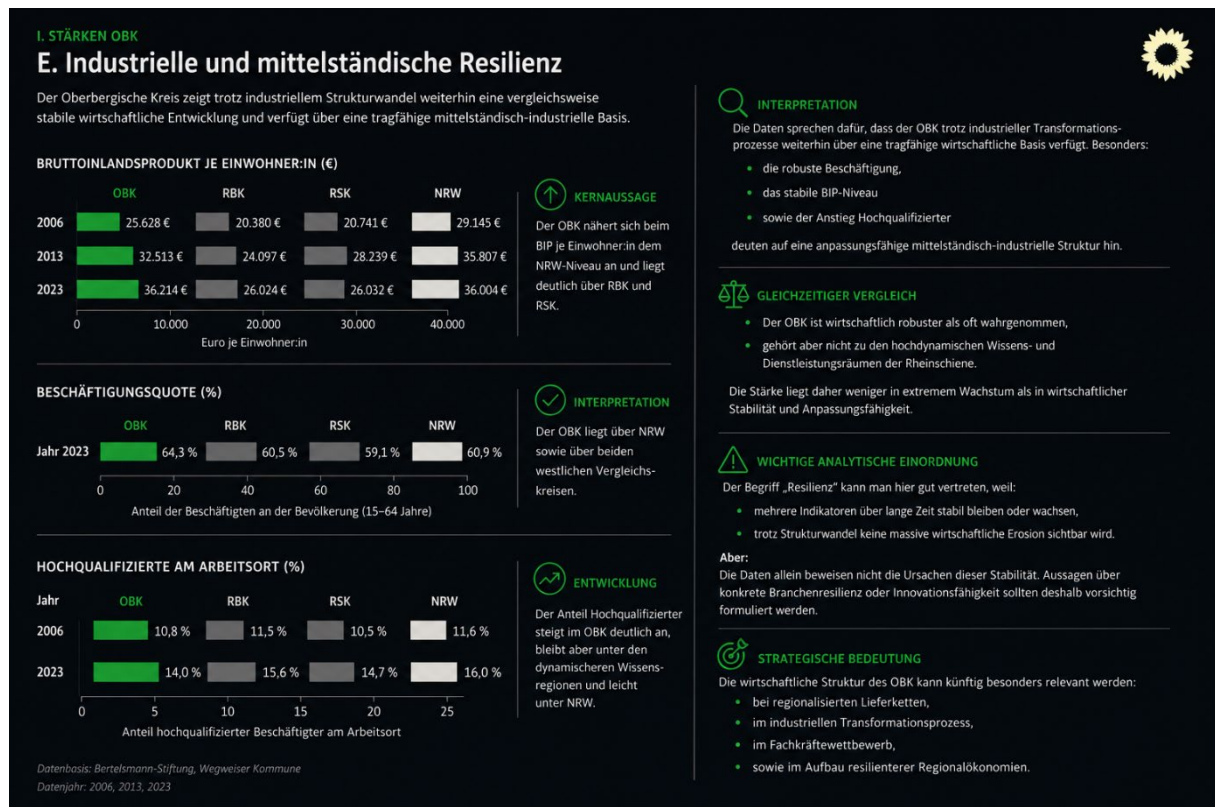 I. STÄRKEN OBK
E. Industrielle und mittelständische Resilienz
Der Oberbergische Kreis zeigt trotz industriellem Strukturwandel weiterhin eine vergleichsweise
stabile wirtschaftliche Entwicklung und verfügt über eine tragfähige mittelständisch-industrielle Basis.
BRUTTOINLANDSPRODUKT JE EINWOHNER:IN (€)
OBK RBK RSK NRW
2006 25.628 € 20.380 € 20.741 € 29.145 €
2013 32.513 € 24.097 € 28.239 € 35.807 €
2023 36.214 € 26.024 € 26.032 € 36.004 €
0 10.000 20.000 30.000 40.000
Euro je Einwohner:in
KERNAUSSAGE
Der OBK nähert sich beim
BIP je Einwohner:in dem
NRW-Niveau an und liegt
deutlich über RBK und
RSK.
BESCHÄFTIGUNGSQUOTE (%)
OBK RBK RSK NRW
Jahr 2023 64,3 % 60,5 % 59,1 % 60,9 %
0 20 40 60 80 100
Anteil der Beschäftigten an der Bevölkerung (15–64 Jahre)
INTERPRETATION
Der OBK liegt über NRW
sowie über beiden
westlichen Vergleichs-
kreisen.
HOCHQUALIFIZIERTE AM ARBEITSORT (%)
Jahr OBK RBK RSK NRW
2006 10,8 % 11,5 % 10,5 % 11,6 %
2023 14,0 % 15,6 % 14,7 % 16,0 %
0 5 10 15 20 25
Anteil hochqualifizierter Beschäftigter am Arbeitsort
ENTWICKLUNG
Der Anteil Hochqualifizierter
steigt im OBK deutlich an,
bleibt aber unter den
dynamischeren Wissens-
regionen und leicht
unter NRW.
Datenbasis: Bertelsmann-Stiftung, Wegweiser Kommune
Datenjahr: 2006, 2013, 2023
INTERPRETATION
Die Daten sprechen dafür, dass der OBK trotz industrieller Transformations-
prozesse weiterhin über eine tragfähige wirtschaftliche Basis verfügt. Besonders:
• die robuste Beschäftigung,
• das stabile BIP-Niveau
• sowie der Anstieg Hochqualifizierter
deuten auf eine anpassungsfähige mittelständisch-industrielle Struktur hin.
GLEICHZEITIGER VERGLEICH
• Der OBK ist wirtschaftlich robuster als oft wahrgenommen,
• gehört aber nicht zu den hochdynamischen Wissens- und
Dienstleistungsräumen der Rheinschiene.
Die Stärke liegt daher weniger in extremem Wachstum als in wirtschaftlicher
Stabilität und Anpassungsfähigkeit.
WICHTIGE ANALYTISCHE EINORDNUNG
Der Begriff „Resilienz“ kann man hier gut vertreten, weil:
• mehrere Indikatoren über lange Zeit stabil bleiben oder wachsen,
• trotz Strukturwandel keine massive wirtschaftliche Erosion sichtbar wird.
Aber:
Die Daten allein beweisen nicht die Ursachen dieser Stabilität. Aussagen über
konkrete Branchenresilienz oder Innovationsfähigkeit sollten deshalb vorsichtig
formuliert werden.
STRATEGISCHE BEDEUTUNG
Die wirtschaftliche Struktur des OBK kann künftig besonders relevant werden:
• bei regionalisierten Lieferketten,
• im industriellen Transformationsprozess,
• im Fachkräftewettbewerb,
• sowie im Aufbau resilienterer Regionalökonomien.